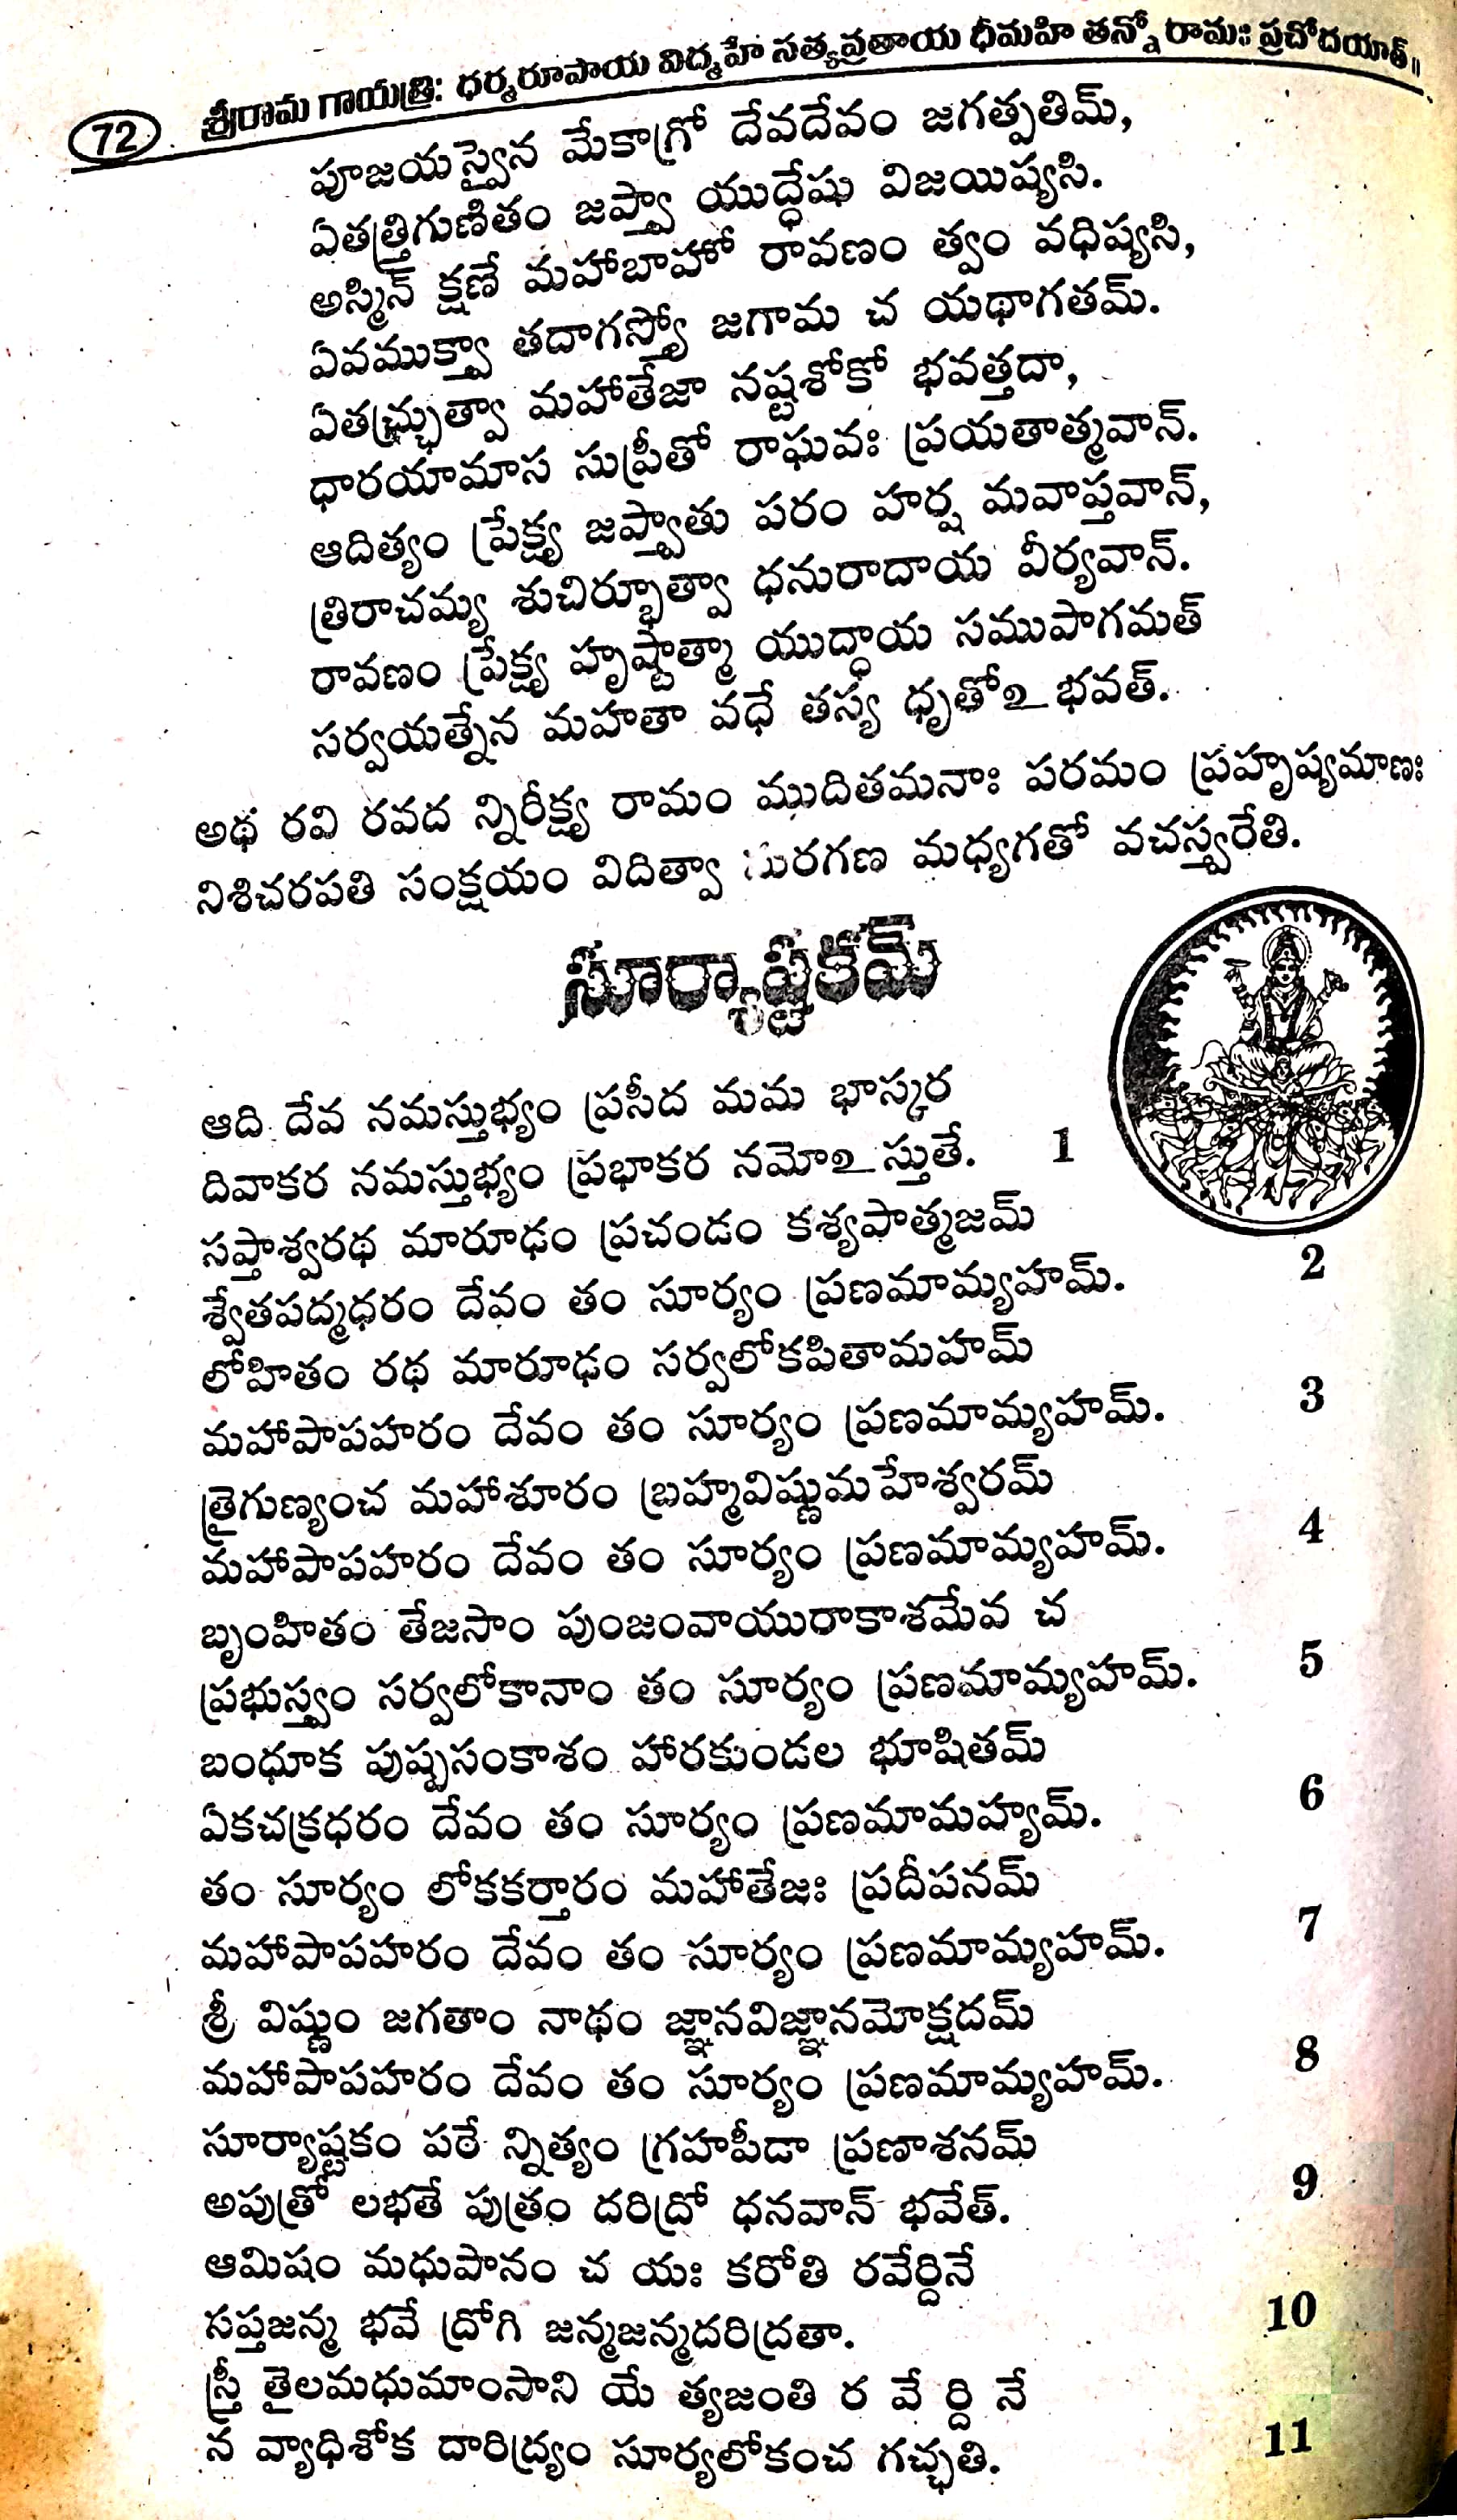 శ్రీరామ గాయత్రి: ధర్మరూపాయ విద్మహే సత్యవ్రతాయ ధీమహి తన్నో రామః ప్రచోదయాత్॥
72
పూజయస్వైన మేకాగ్రో దేవదేవం జగత్పతిమ్,
ఏతత్త్రిగుణితం జప్త్వా యుద్ధేషు విజయిష్యసి.
అస్మిన్ క్షణే మహాబాహో రావణం త్వం వధిష్యసి,
ఏవముక్త్వా తదాగస్త్యో జగామ చ యథాగతమ్.
ఏతచ్ఛ్రుత్వా మహాతేజా నష్టశోకో భవత్తదా,
ధారయామాస సుప్రీతో రాఘవః ప్రయతాత్మవాన్.
ఆదిత్యం ప్రేక్ష్య జప్త్వాతు పరం హర్ష మవాప్తవాన్,
త్రిరాచమ్య శుచిర్భూత్వా ధనురాదాయ వీర్యవాన్.
రావణం ప్రేక్ష్య హృష్టాత్మా యుద్ధాయ సముపాగమత్
సర్వయత్నేన మహతా వధే తస్య ధృతోఽభవత్.
అథ రవి రవద న్నిరీక్ష్య రామం ముదితమనాః పరమం ప్రహృష్యమాణః
నిశిచరపతి సంక్షయం విదిత్వా సురగణ మధ్యగతో వచస్త్వరేతి.
సూర్యాష్టకమ్
ఆది దేవ నమస్తుభ్యం ప్రసీద మమ భాస్కర
దివాకర నమస్తుభ్యం ప్రభాకర నమోఽస్తుతే. 1
సప్తాశ్వరథ మారూఢం ప్రచండం కశ్యపాత్మజమ్
శ్వేతపద్మధరం దేవం తం సూర్యం ప్రణమామ్యహమ్. 2
లోహితం రథ మారూఢం సర్వలోకపితామహమ్
మహాపాపహరం దేవం తం సూర్యం ప్రణమామ్యహమ్. 3
త్రైగుణ్యంచ మహాశూరం బ్రహ్మవిష్ణుమహేశ్వరమ్
మహాపాపహరం దేవం తం సూర్యం ప్రణమామ్యహమ్. 4
బృంహితం తేజసాం పుంజంవాయురాకాశమేవ చ
ప్రభుస్త్వం సర్వలోకానాం తం సూర్యం ప్రణమామ్యహమ్. 5
బంధూక పుష్పసంకాశం హారకుండల భూషితమ్
ఏకచక్రధరం దేవం తం సూర్యం ప్రణమామహ్యమ్. 6
తం సూర్యం లోకకర్తారం మహాతేజః ప్రదీపనమ్
మహాపాపహరం దేవం తం సూర్యం ప్రణమామ్యహమ్. 7
శ్రీ విష్ణుం జగతాం నాథం జ్ఞానవిజ్ఞానమోక్షదమ్
మహాపాపహరం దేవం తం సూర్యం ప్రణమామ్యహమ్. 8
సూర్యాష్టకం పఠే న్నిత్యం గ్రహపీడా ప్రణాశనమ్
అపుత్రో లభతే పుత్రం దరిద్రో ధనవాన్ భవేత్. 9
ఆమిషం మధుపానం చ యః కరోతి రవేర్దినే
సప్తజన్మ భవే ద్రోగి జన్మజన్మదరిద్రతా. 10
స్త్రీ తైలమధుమాంసాని యే త్యజంతి ర వే ర్ది నే
న వ్యాధిశోక దారిద్ర్యం సూర్యలోకంచ గచ్ఛతి. 11